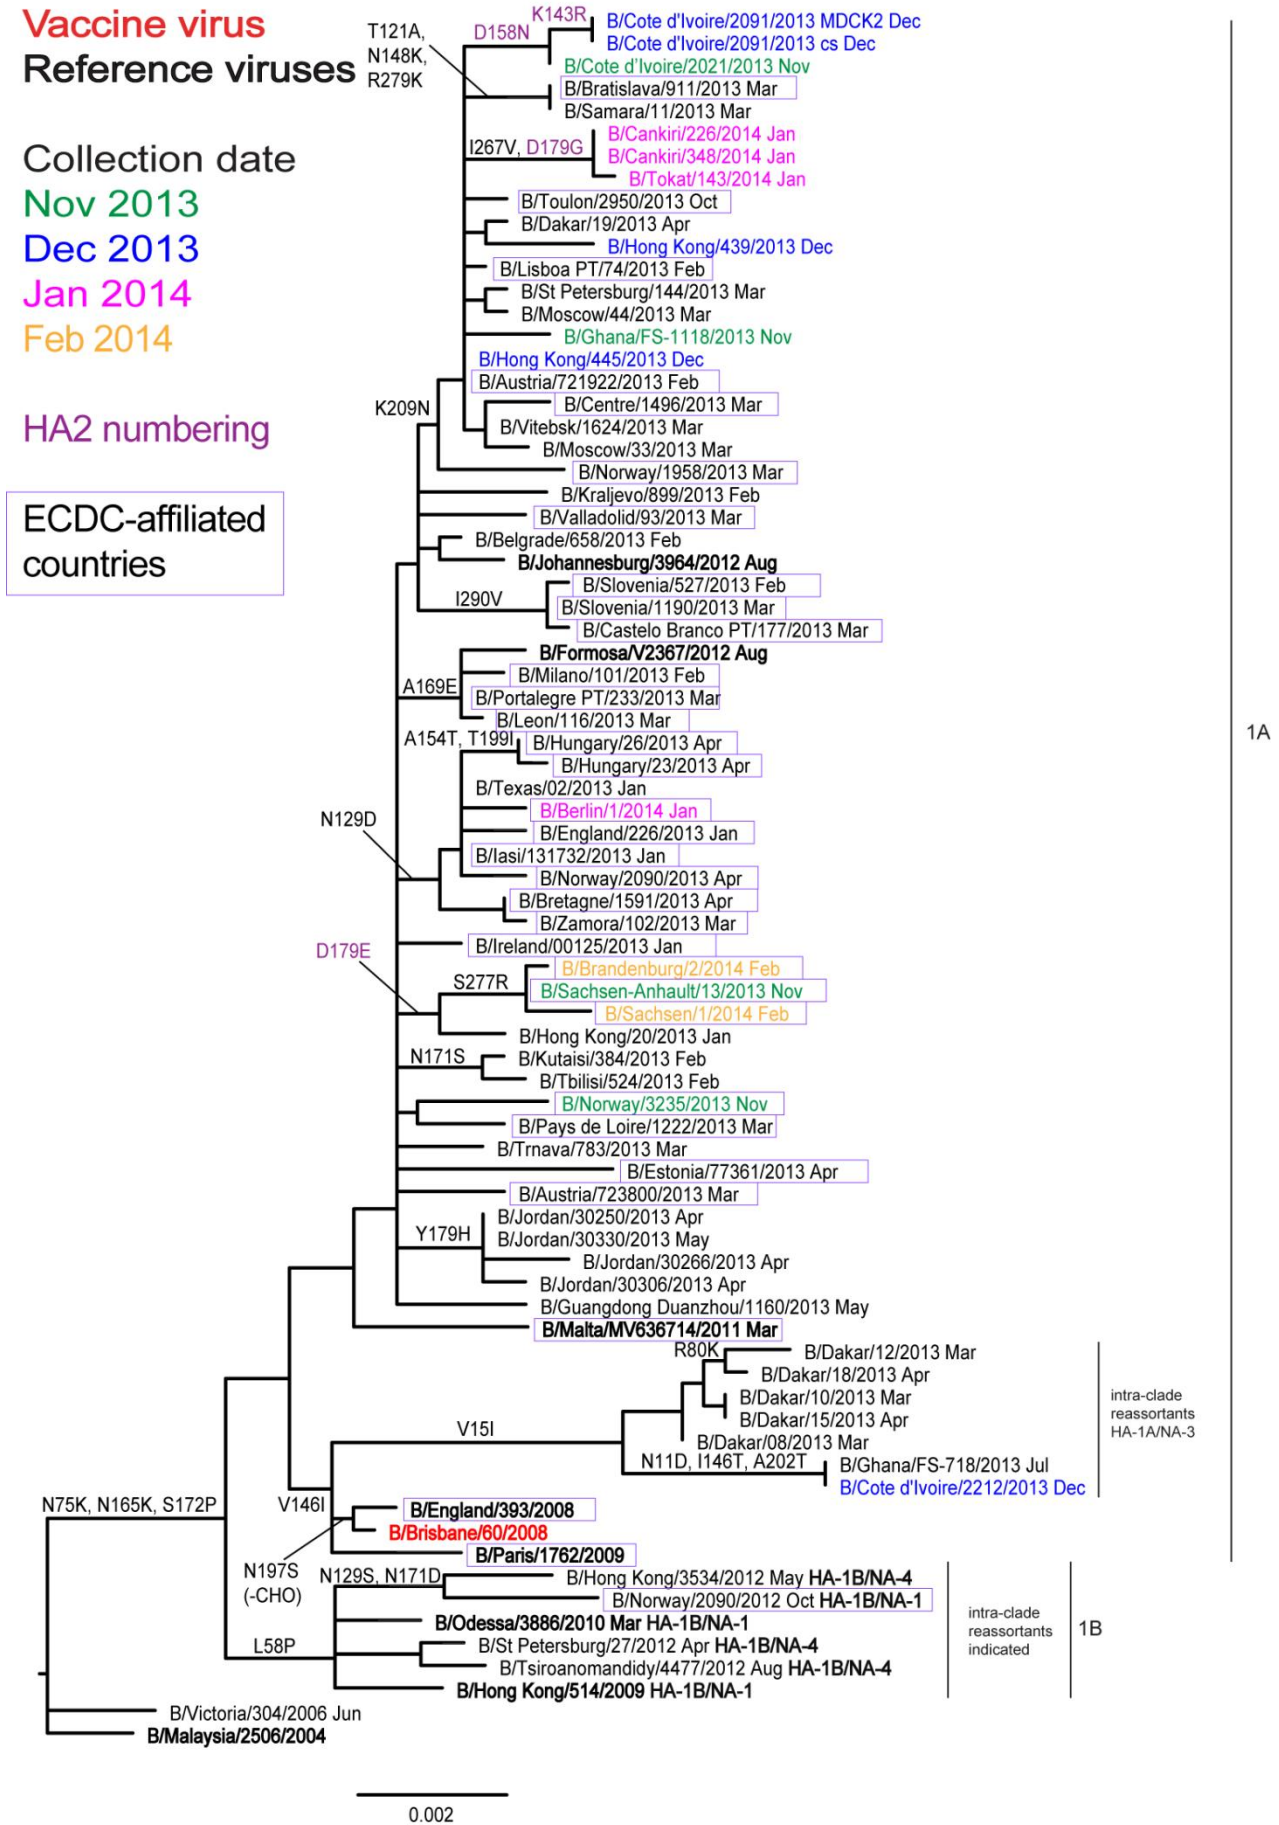 Vaccine virus
Reference viruses
Collection date
Nov 2013
Dec 2013
Jan 2014
Feb 2014
HA2 numbering
ECDC-affiliated
countries
K143R
D158N
T121A,
N148K,
R279K
B/Cote d'Ivoire/2091/2013 MDCK2 Dec
B/Cote d'Ivoire/2091/2013 cs Dec
B/Cote d'Ivoire/2021/2013 Nov
B/Bratislava/911/2013 Mar
B/Samara/11/2013 Mar
B/Cankiri/226/2014 Jan
I267V, D179G
B/Cankiri/348/2014 Jan
B/Tokat/143/2014 Jan
B/Toulon/2950/2013 Oct
B/Dakar/19/2013 Apr
B/Hong Kong/439/2013 Dec
B/Lisboa PT/74/2013 Feb
B/St Petersburg/144/2013 Mar
B/Moscow/44/2013 Mar
B/Ghana/FS-1118/2013 Nov
B/Hong Kong/445/2013 Dec
B/Austria/721922/2013 Feb
K209N
B/Centre/1496/2013 Mar
B/Vitebsk/1624/2013 Mar
B/Moscow/33/2013 Mar
B/Norway/1958/2013 Mar
B/Kraljevo/899/2013 Feb
B/Valladolid/93/2013 Mar
B/Belgrade/658/2013 Feb
B/Johannesburg/3964/2012 Aug
B/Slovenia/527/2013 Feb
I290V
B/Slovenia/1190/2013 Mar
B/Castelo Branco PT/177/2013 Mar
B/Formosa/V2367/2012 Aug
B/Milano/101/2013 Feb
A169E
B/Portalegre PT/233/2013 Mar
B/Leon/116/2013 Mar
A154T, T199I
B/Hungary/26/2013 Apr
B/Hungary/23/2013 Apr
1A
B/Texas/02/2013 Jan
B/Berlin/1/2014 Jan
N129D
B/England/226/2013 Jan
B/Iasi/131732/2013 Jan
B/Norway/2090/2013 Apr
B/Bretagne/1591/2013 Apr
B/Zamora/102/2013 Mar
B/Ireland/00125/2013 Jan
D179E
B/Brandenburg/2/2014 Feb
S277R
B/Sachsen-Anhault/13/2013 Nov
B/Sachsen/1/2014 Feb
B/Hong Kong/20/2013 Jan
N171S
B/Kutaisi/384/2013 Feb
B/Tbilisi/524/2013 Feb
B/Norway/3235/2013 Nov
B/Pays de Loire/1222/2013 Mar
B/Trnava/783/2013 Mar
B/Estonia/77361/2013 Apr
B/Austria/723800/2013 Mar
B/Jordan/30250/2013 Apr
Y179H
B/Jordan/30330/2013 May
B/Jordan/30266/2013 Apr
B/Jordan/30306/2013 Apr
B/Guangdong Duanzhou/1160/2013 May
B/Malta/MV636714/2011 Mar
R80K
B/Dakar/12/2013 Mar
B/Dakar/18/2013 Apr
B/Dakar/10/2013 Mar
B/Dakar/15/2013 Apr
intra-clade
reassortants
HA-1A/NA-3
V15I
B/Dakar/08/2013 Mar
N11D, I146T, A202T
B/Ghana/FS-718/2013 Jul
B/Cote d'Ivoire/2212/2013 Dec
N75K, N165K, S172P
V146I
B/England/393/2008
B/Brisbane/60/2008
B/Paris/1762/2009
N197S
(-CHO)
N129S, N171D
B/Hong Kong/3534/2012 May HA-1B/NA-4
B/Norway/2090/2012 Oct HA-1B/NA-1
B/Odessa/3886/2010 Mar HA-1B/NA-1
intra-clade
reassortants
indicated
1B
L58P
B/St Petersburg/27/2012 Apr HA-1B/NA-4
B/Tsiroanomandidy/4477/2012 Aug HA-1B/NA-4
B/Hong Kong/514/2009 HA-1B/NA-1
B/Victoria/304/2006 Jun
B/Malaysia/2506/2004
0.002